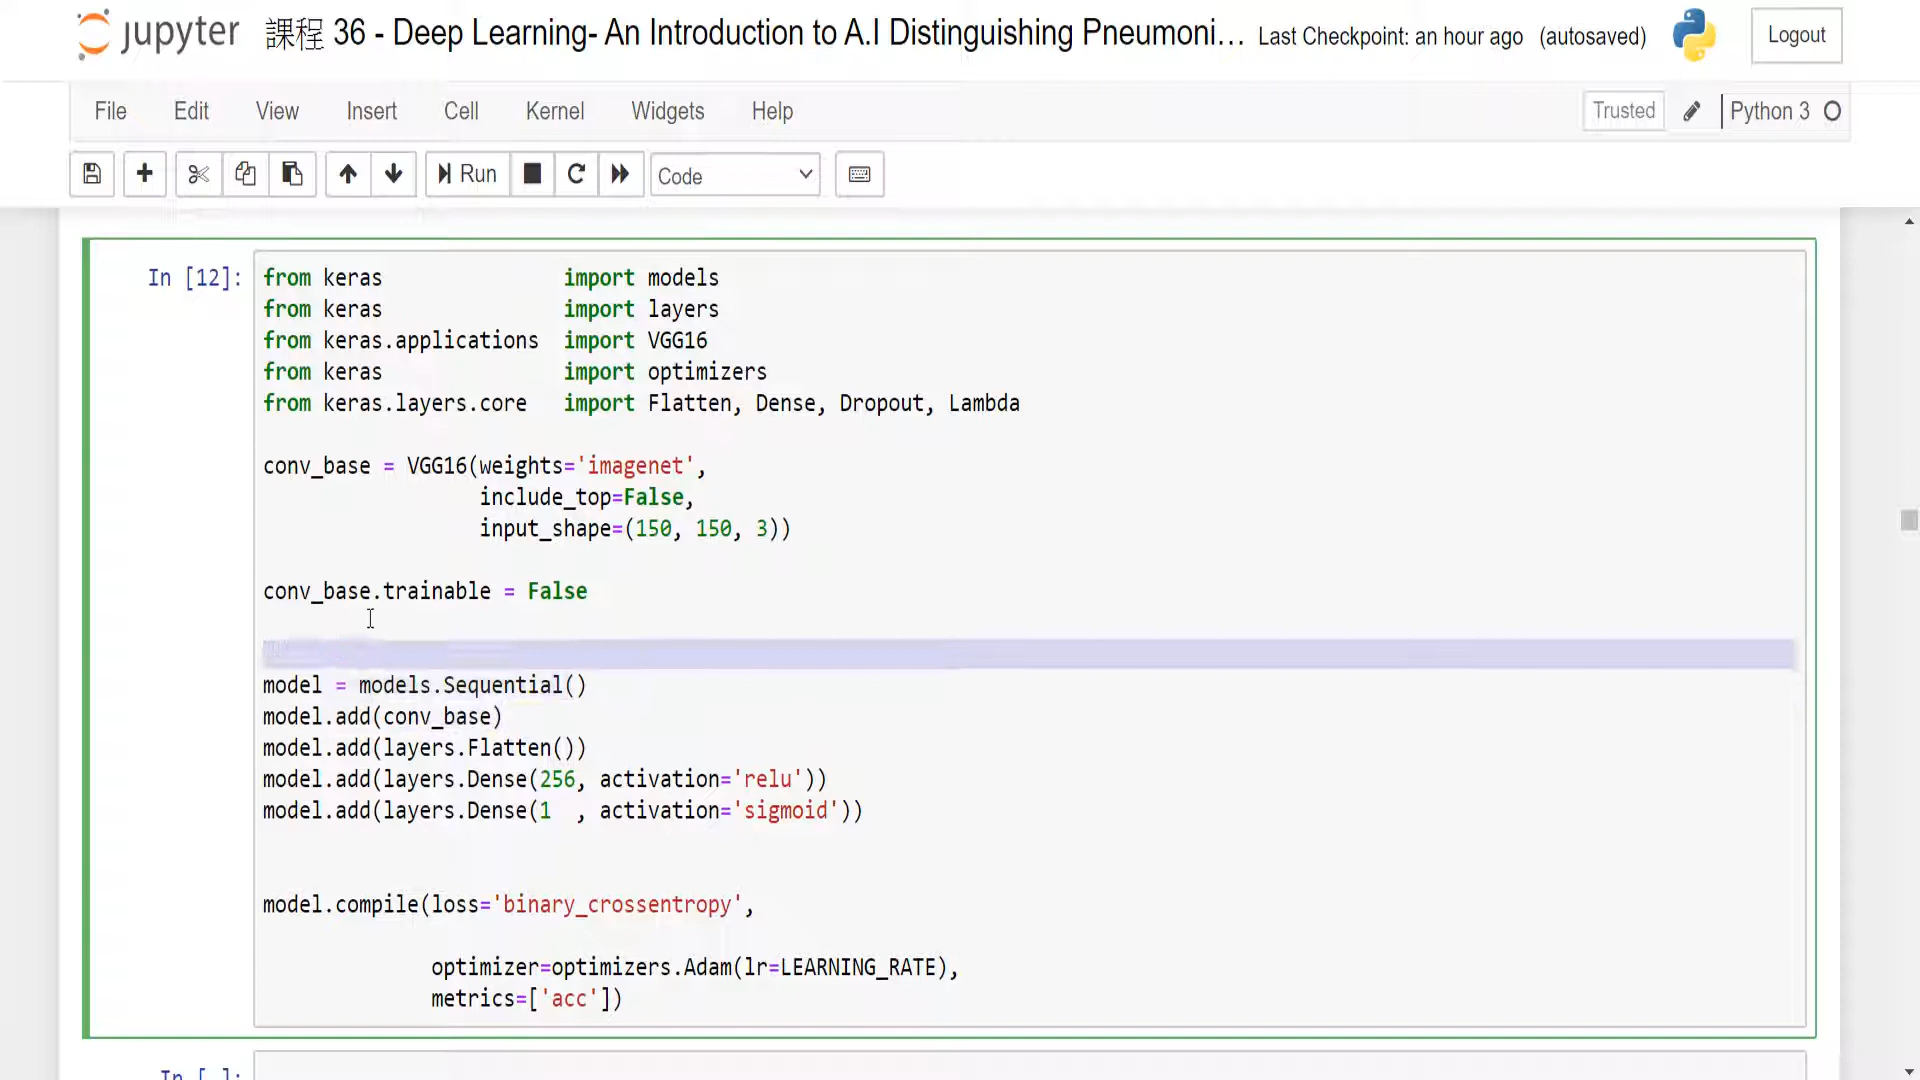 jupyter 課程 36 - Deep Learning- An Introduction to A.I Distinguishing Pneumoni... Last Checkpoint: an hour ago (autosaved) Logout
File Edit View Insert Cell Kernel Widgets Help Trusted Python 3
Run Code
In [12]:
from keras import models
from keras import layers
from keras.applications import VGG16
from keras import optimizers
from keras.layers.core import Flatten, Dense, Dropout, Lambda
conv_base = VGG16(weights='imagenet',
include_top=False,
input_shape=(150, 150, 3))
conv_base.trainable = False
model = models.Sequential()
model.add(conv_base)
model.add(layers.Flatten())
model.add(layers.Dense(256, activation='relu'))
model.add(layers.Dense(1  , activation='sigmoid'))
model.compile(loss='binary_crossentropy',
optimizer=optimizers.Adam(lr=LEARNING_RATE),
metrics=['acc'])
In [ ]: